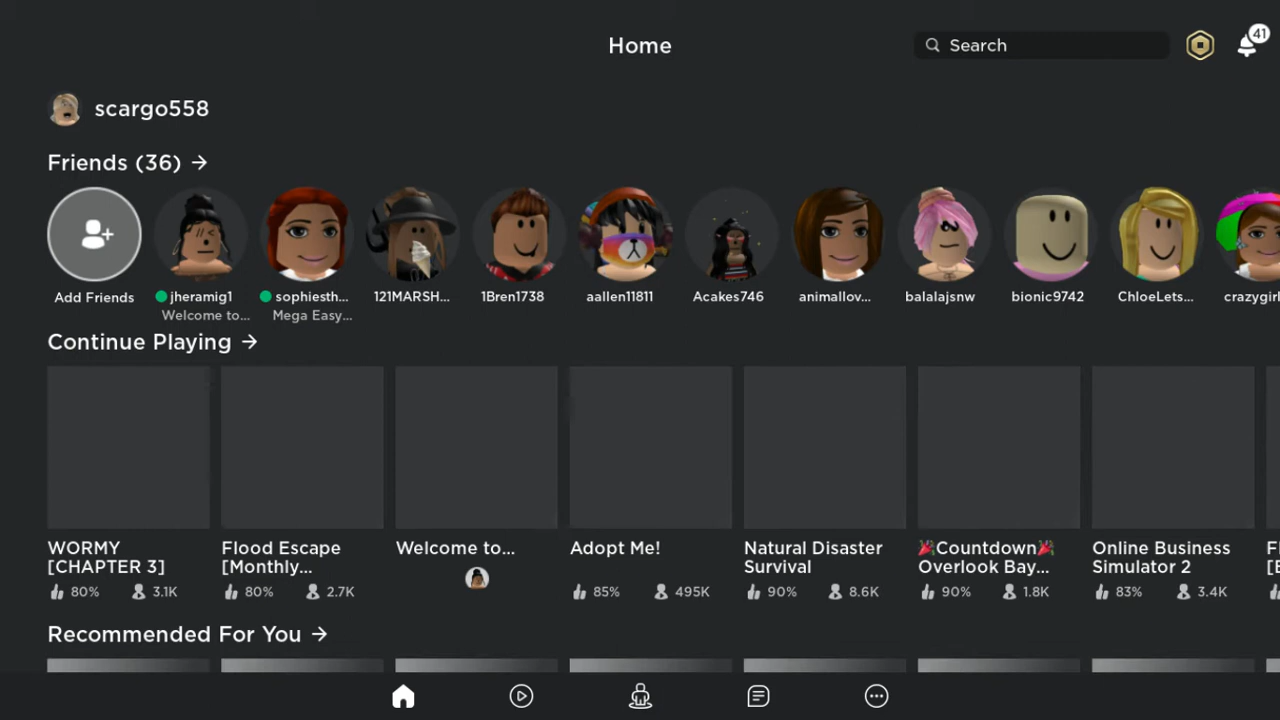 Home
Search
41
scargo558
Friends (36) →
Add Friends
jheramig1
Welcome to...
sophiesth...
Mega Easy...
121MARSH...
1Bren1738
aallen11811
Acakes746
animallov...
balalajsnw
bionic9742
ChloeLets...
crazygirl
Continue Playing →
WORMY
[CHAPTER 3]
80% 3.1K
Flood Escape
[Monthly...
80% 2.7K
Welcome to...
Adopt Me!
85% 495K
Natural Disaster
Survival
90% 8.6K
🎉Countdown🎉
Overlook Bay...
90% 1.8K
Online Business
Simulator 2
83% 3.4K
Recommended For You →